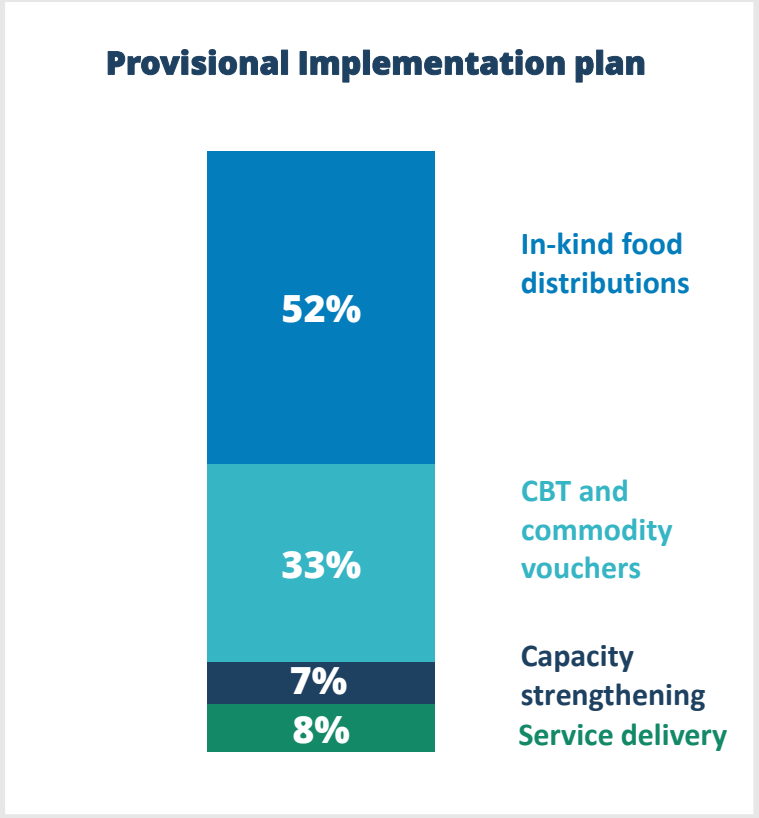 Provisional Implementation plan
52%
In-kind food
distributions
33%
CBT and
commodity
vouchers
7%
Capacity
strengthening
8%
Service delivery